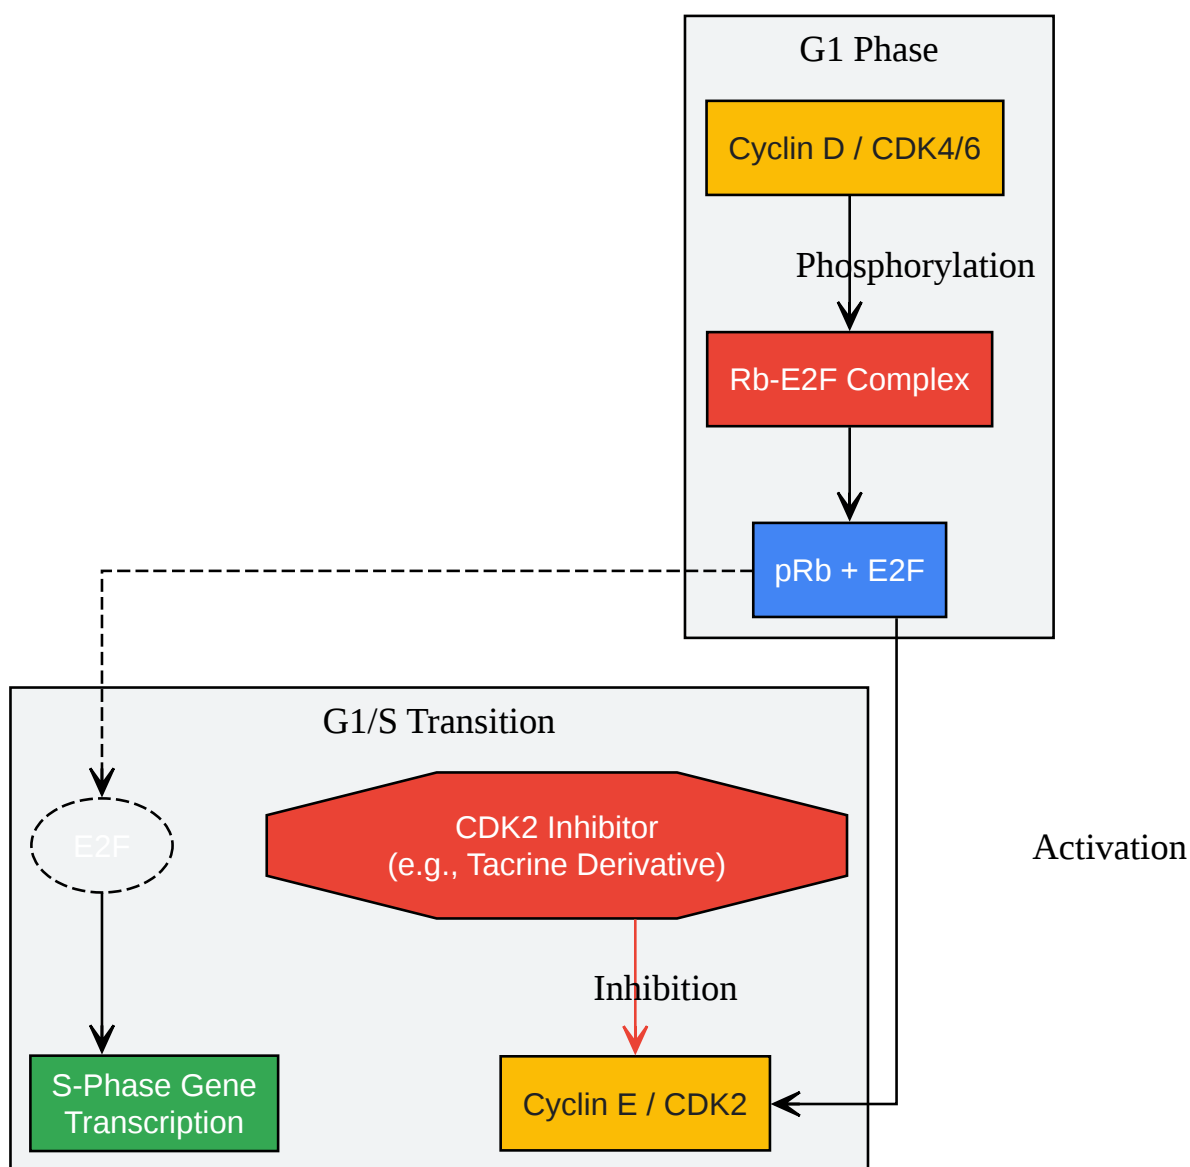 G1 Phase
Cyclin D / CDK4/6
Phosphorylation
Rb-E2F Complex
pRb + E2F
G1/S Transition
E2F
CDK2 Inhibitor
(e.g., Tacrine Derivative)
Activation
Inhibition
S-Phase Gene
Transcription
Cyclin E / CDK2